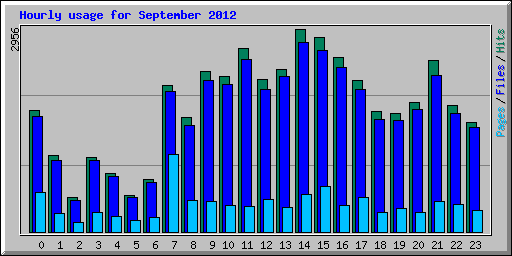 Hourly usage for September 2012
2956
Pages/Files/Hits
0 1 2 3 4 5 6 7 8 9 10 11 12 13 14 15 16 17 18 19 20 21 22 23